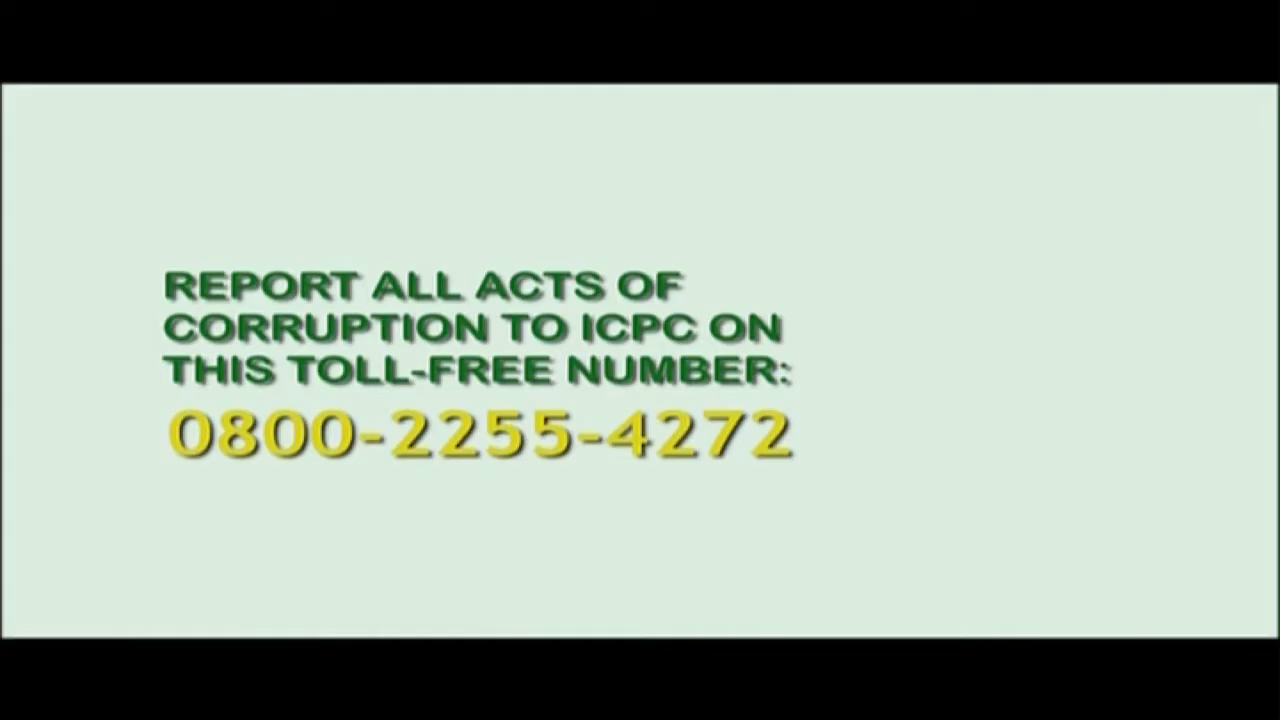 REPORT ALL ACTS OF
CORRUPTION TO ICPC ON
THIS TOLL-FREE NUMBER:
0800-2255-4272